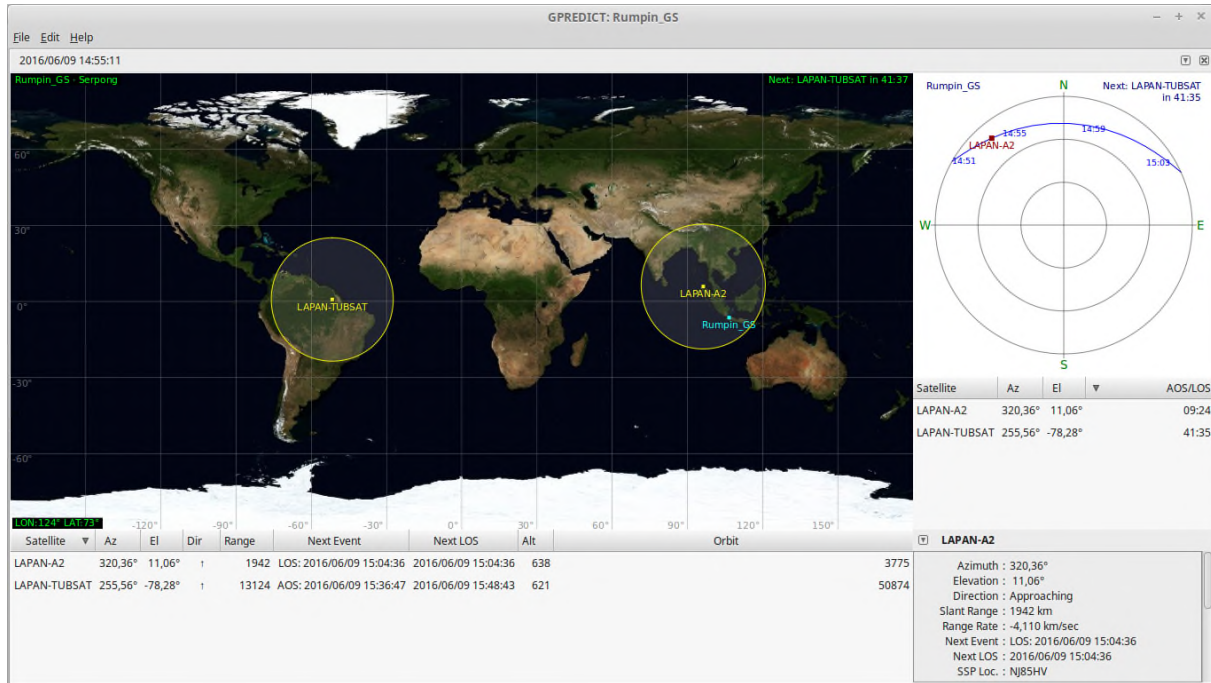 GPREDICT: Rumpin_GS
File Edit Help
2016/06/09 14:55:11
Rumpin_GS - Serpong
Next: LAPAN-TUBSAT in 41:37
60°
30°
0°
-30°
-60°
LAPAN-TUBSAT
LAPAN-A2
Rumpin_GS
LON:124° LAT:73°
-120° -90° -60° -30° 0° 30° 60° 90° 120° 150°
Rumpin_GS
N
Next: LAPAN-TUBSAT
in 41:35
14:55
14:59
LAPAN-A2
14:51
15:03
W
E
S
Satellite Az El AOS/LOS
LAPAN-A2 320,36° 11,06° 09:24
LAPAN-TUBSAT 255,56° -78,28° 41:35
Satellite Az El Dir Range Next Event Next LOS Alt Orbit
LAPAN-A2 320,36° 11,06° ↑ 1942 LOS: 2016/06/09 15:04:36 2016/06/09 15:04:36 638 3775
LAPAN-TUBSAT 255,56° -78,28° ↑ 13124 AOS: 2016/06/09 15:36:47 2016/06/09 15:48:43 621 50874
LAPAN-A2
Azimuth : 320,36°
Elevation : 11,06°
Direction : Approaching
Slant Range : 1942 km
Range Rate : -4,110 km/sec
Next Event : LOS: 2016/06/09 15:04:36
Next LOS : 2016/06/09 15:04:36
SSP Loc. : NJ85HV